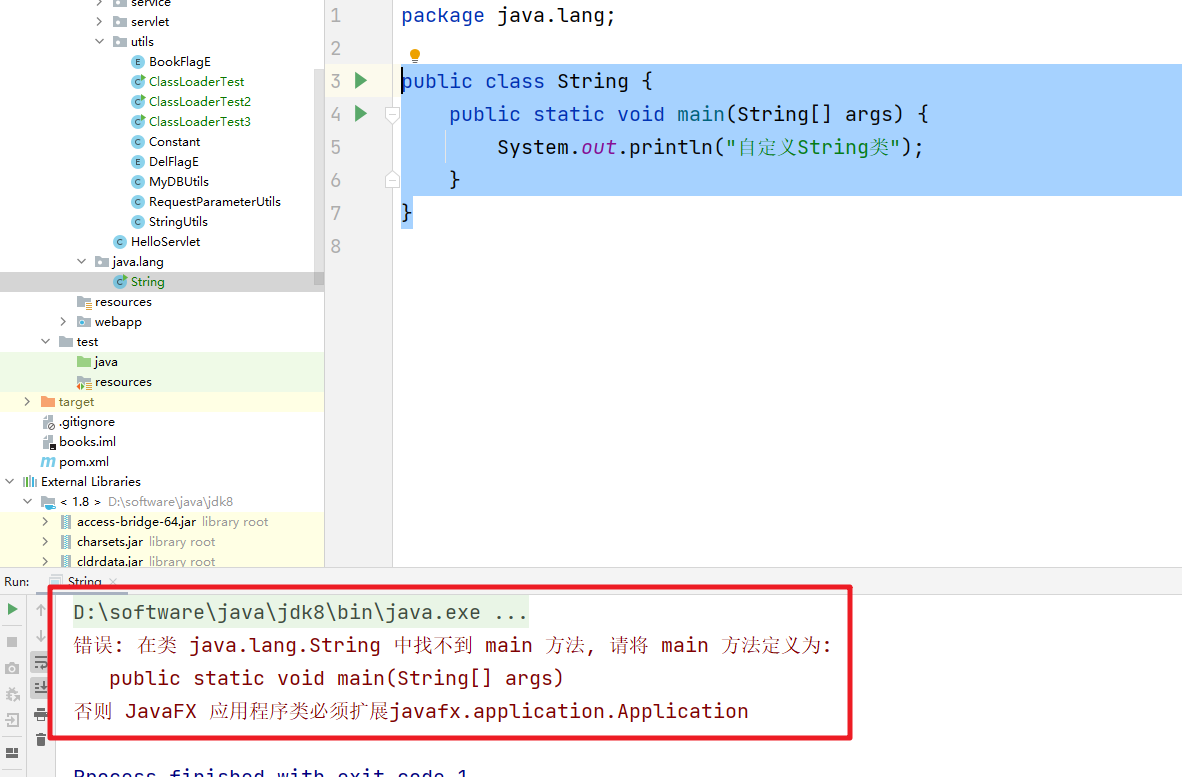 service
servlet
utils
BookFlagE
ClassLoaderTest
ClassLoaderTest2
ClassLoaderTest3
Constant
DelFlagE
MyDBUtils
RequestParameterUtils
StringUtils
HelloServlet
java.lang
String
resources
webapp
test
java
resources
target
.gitignore
books.iml
pom.xml
External Libraries
< 1.8 > D:\software\java\jdk8
access-bridge-64.jar library root
charsets.jar library root
cldrdata.jar library root
1 package java.lang;
2
3 public class String {
4 public static void main(String[] args) {
5 System.out.println("自定义String类");
6 }
7 }
8
Run: String
D:\software\java\jdk8\bin\java.exe ...
错误: 在类 java.lang.String 中找不到 main 方法, 请将 main 方法定义为:
public static void main(String[] args)
否则 JavaFX 应用程序类必须扩展javafx.application.Application
Process finished with exit code 1